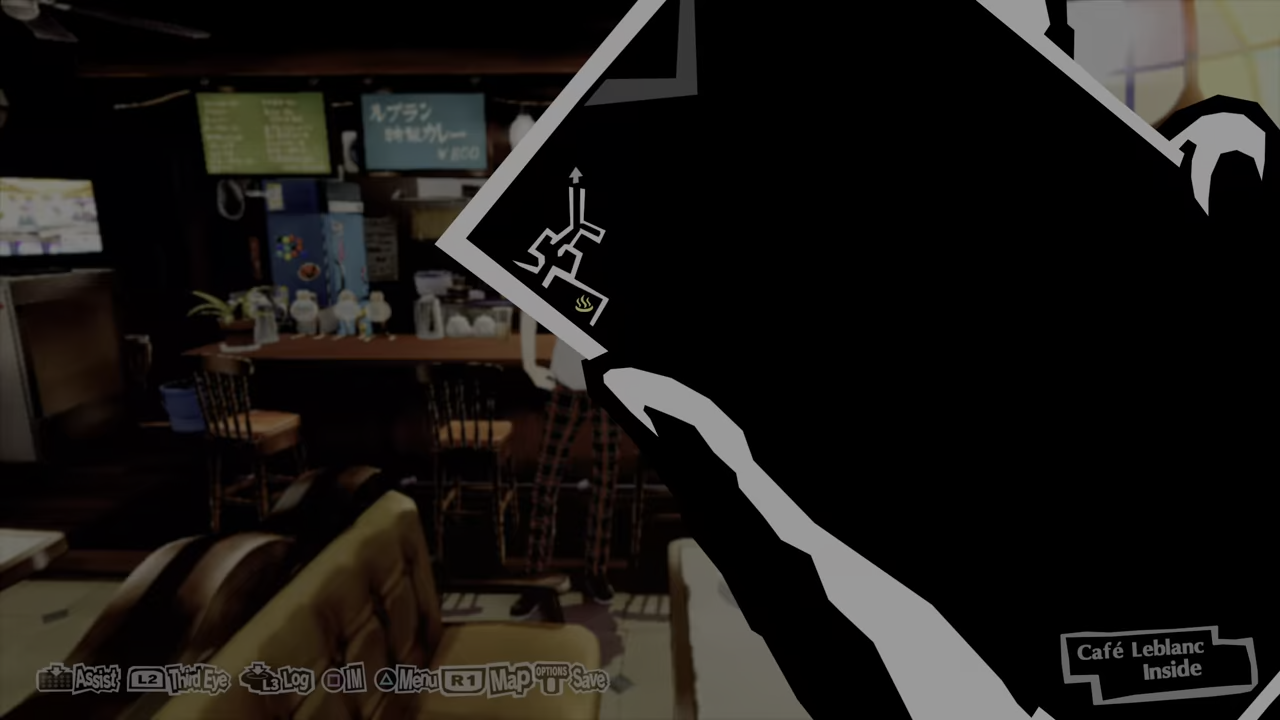 ルブラン
特製カレー
¥800
Assist L2 Third Eye L3 Log IM Menu R1 Map OPTIONS Save
Café Leblanc
Inside